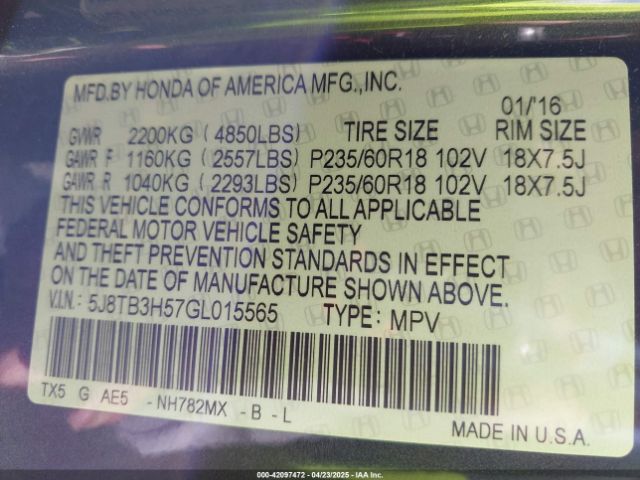 MFD.BY HONDA OF AMERICA MFG.,INC.
01/'16
GVWR 2200KG (4850LBS) TIRE SIZE RIM SIZE
GAWR F 1160KG (2557LBS) P235/60R18 102V 18X7.5J
GAWR R 1040KG (2293LBS) P235/60R18 102V 18X7.5J
THIS VEHICLE CONFORMS TO ALL APPLICABLE
FEDERAL MOTOR VEHICLE SAFETY
AND THEFT PREVENTION STANDARDS IN EFFECT
ON THE DATE OF MANUFACTURE SHOWN ABOVE.
V.I.N.: 5J8TB3H57GL015565 TYPE: MPV
TX5 G AE5 -NH782MX -B -L
MADE IN U.S.A.
000-42097472 | 04/23/2025 | IAA Inc.